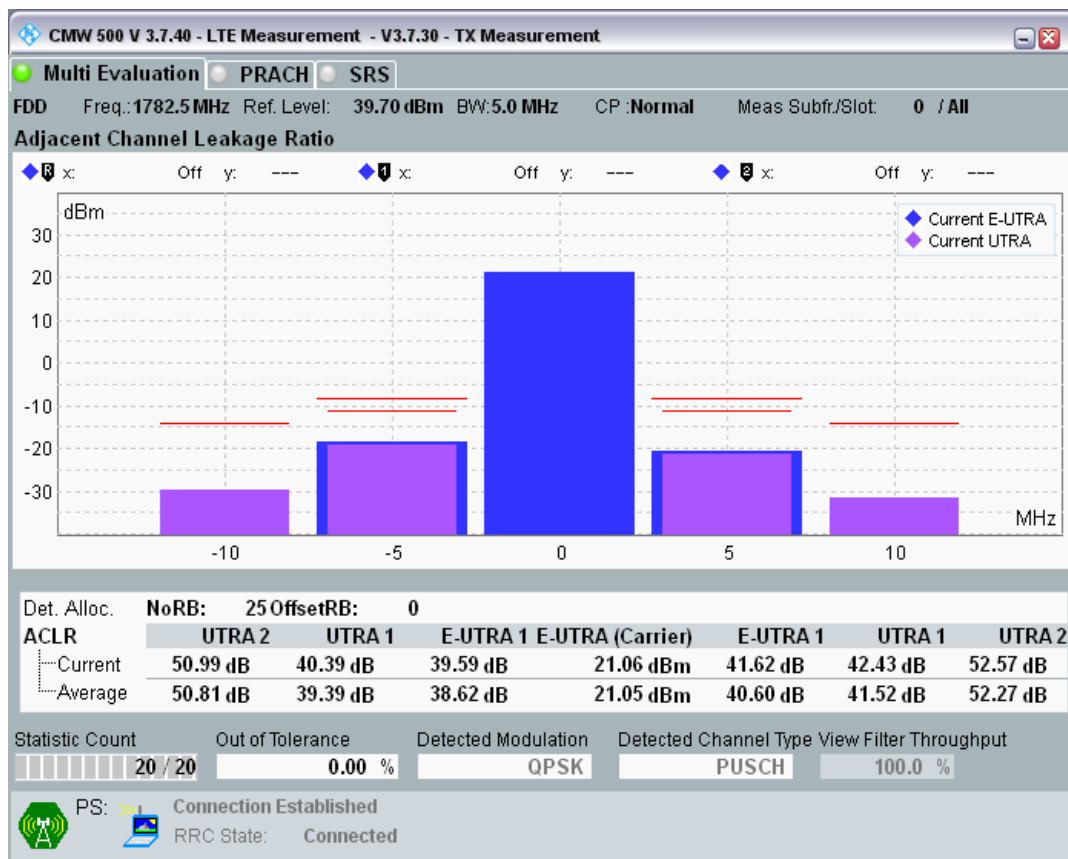 CMW 500 V 3.7.40 - LTE Measurement - V3.7.30 - TX Measurement
Multi Evaluation PRACH SRS
FDD Freq.:1782.5 MHz Ref. Level: 39.70 dBm BW:5.0 MHz CP :Normal Meas Subfr./Slot: 0 / All
Adjacent Channel Leakage Ratio
R x: Off y: --- 1 x: Off y: --- 2 x: Off y: ---
dBm
Current E-UTRA
Current UTRA
30
20
10
0
-10
-20
-30
MHz
-10 -5 0 5 10
Det. Alloc. NoRB: 25 OffsetRB: 0
ACLR UTRA 2 UTRA 1 E-UTRA 1 E-UTRA (Carrier) E-UTRA 1 UTRA 1 UTRA 2
Current 50.99 dB 40.39 dB 39.59 dB 21.06 dBm 41.62 dB 42.43 dB 52.57 dB
Average 50.81 dB 39.39 dB 38.62 dB 21.05 dBm 40.60 dB 41.52 dB 52.27 dB
Statistic Count Out of Tolerance Detected Modulation Detected Channel Type View Filter Throughput
20 / 20 0.00 % QPSK PUSCH 100.0 %
PS: Connection Established
RRC State: Connected